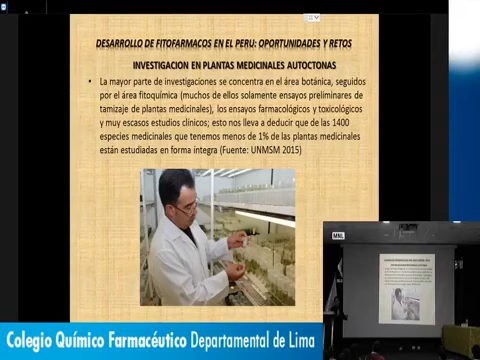 DESARROLLO DE FITOFARMACOS EN EL PERU: OPORTUNIDADES Y RETOS
INVESTIGACION EN PLANTAS MEDICINALES AUTOCTONAS
• La mayor parte de investigaciones se concentra en el área botánica, seguidos
por el área fitoquímica (muchos de ellos solamente ensayos preliminares de
tamizaje de plantas medicinales), los ensayos farmacológicos y toxicológicos
y muy escasos estudios clínicos; esto nos lleva a deducir que de las 1400
especies medicinales que tenemos menos de 1% de las plantas medicinales
están estudiadas en forma integra (Fuente: UNMSM 2015)
MNL
Colegio Químico Farmacéutico Departamental de Lima